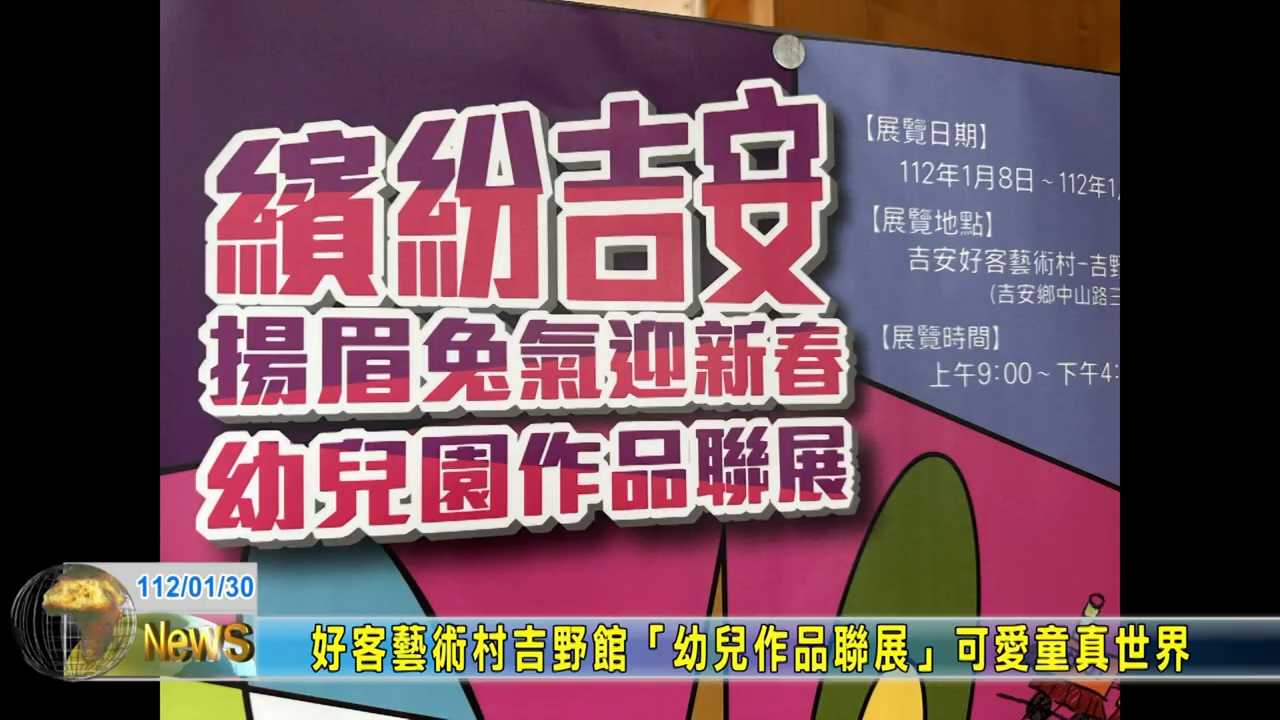 繽紛吉安
揚眉兔氣迎新春
幼兒園作品聯展
【展覽日期】
112年1月8日~112年1
【展覽地點】
吉安好客藝術村-吉野
(吉安鄉中山路三
【展覽時間】
上午9:00~下午4:
112/01/30
News
好客藝術村吉野館「幼兒作品聯展」可愛童真世界